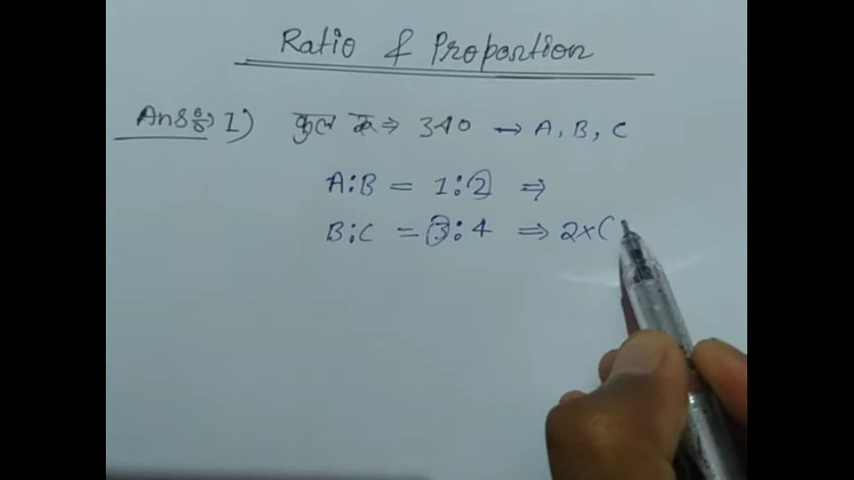 Ratio & Proportion
Ans:→ 1) कुल रू ⇒ 340 → A, B, C
A:B = 1:2 ⇒
B:C = 3:4 ⇒ 2×(